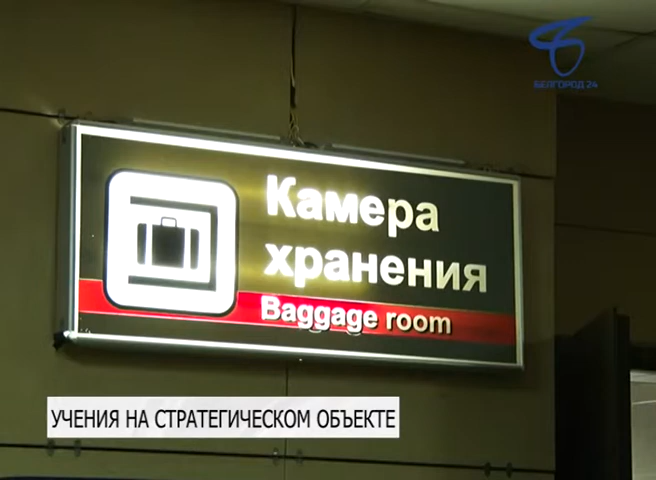 БЕЛГОРОД 24
Камера
хранения
Baggage room
УЧЕНИЯ НА СТРАТЕГИЧЕСКОМ ОБЪЕКТЕ